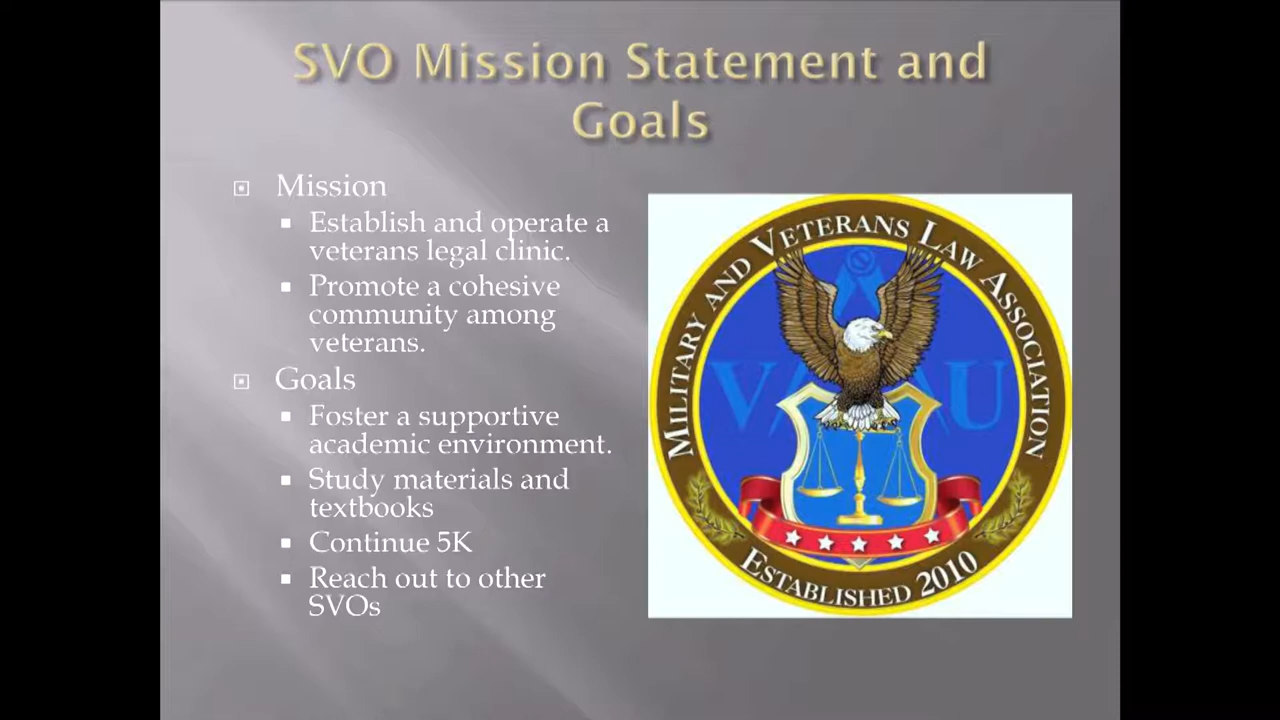 SVO Mission Statement and
Goals
Mission
Establish and operate a
veterans legal clinic.
Promote a cohesive
community among
veterans.
Goals
Foster a supportive
academic environment.
Study materials and
textbooks
Continue 5K
Reach out to other
SVOs
MILITARY AND VETERANS LAW ASSOCIATION
ESTABLISHED 2010